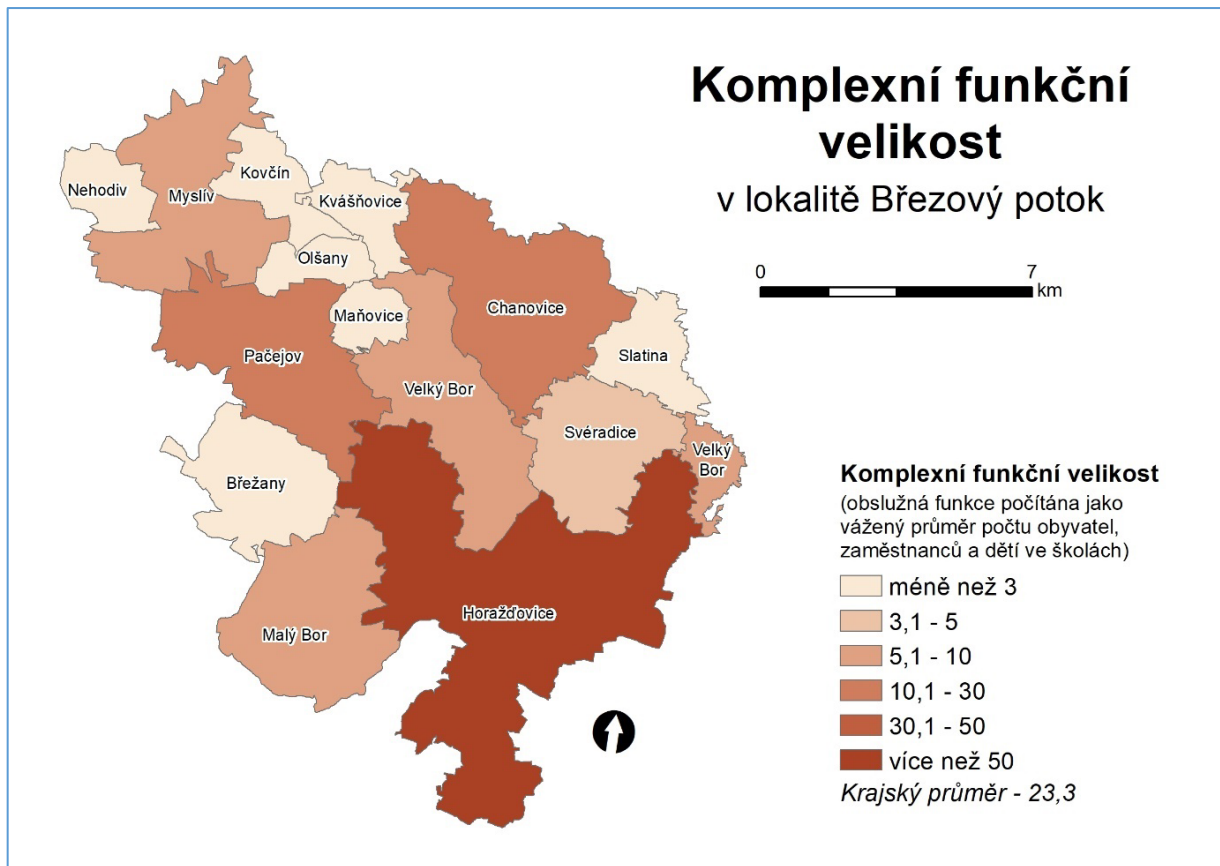 Komplexní funkční
velikost
v lokalitě Březový potok
0 7
km
Nehodiv
Myslív
Kovčín
Kvášňovice
Olšany
Maňovice
Chanovice
Pačejov
Slatina
Velký Bor
Svéradice
Velký
Bor
Břežany
Horažďovice
Malý Bor
Komplexní funkční velikost
(obslužná funkce počítána jako
vážený průměr počtu obyvatel,
zaměstnanců a dětí ve školách)
méně než 3
3,1 - 5
5,1 - 10
10,1 - 30
30,1 - 50
více než 50
Krajský průměr - 23,3